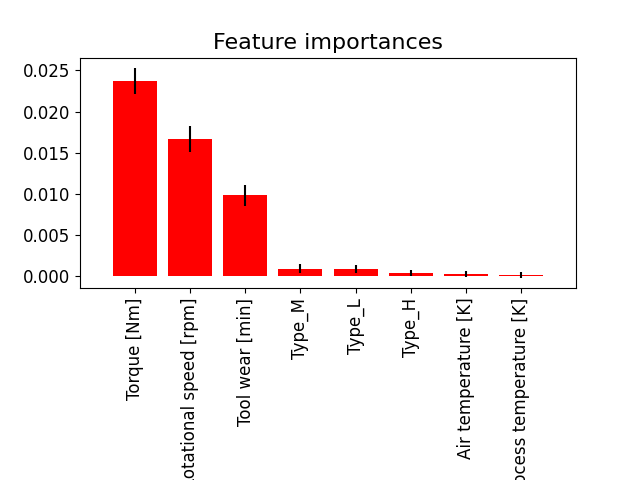 Feature importances
0.025
0.020
0.015
0.010
0.005
0.000
Torque [Nm]
otational speed [rpm]
Tool wear [min]
Type_M
Type_L
Type_H
Air temperature [K]
ocess temperature [K]